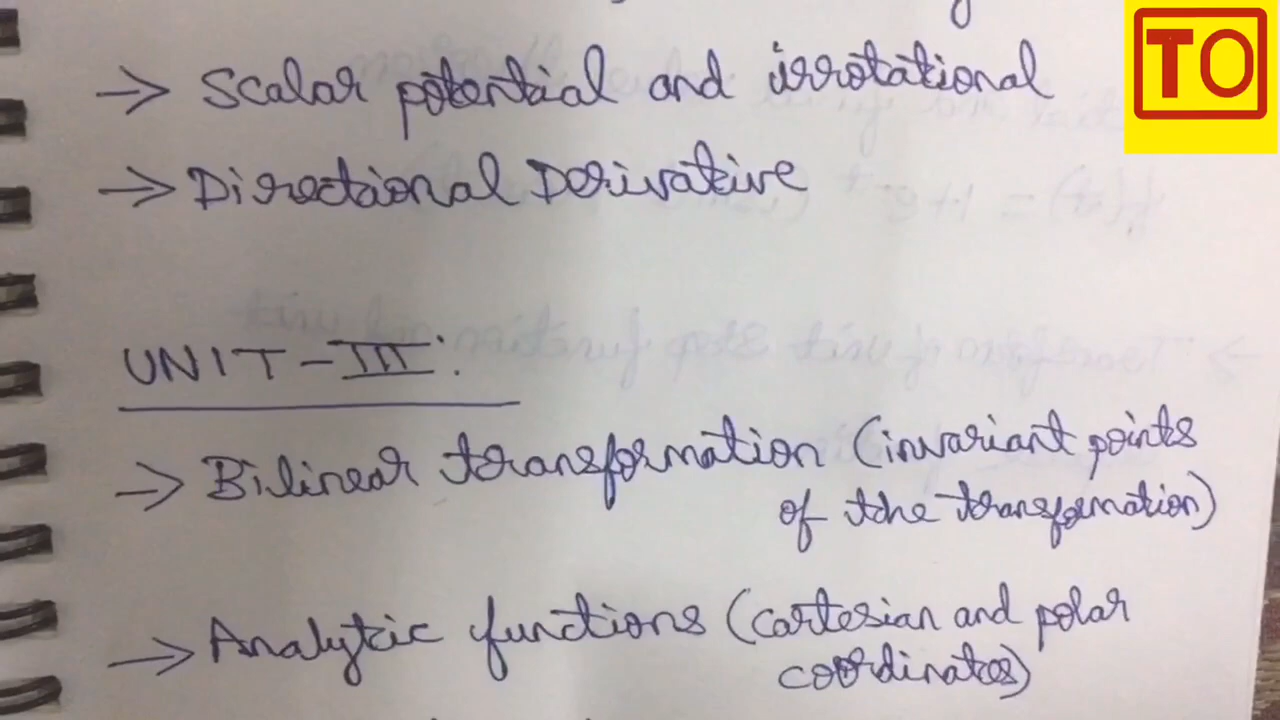 → Scalar potential and irrotational
TO
→ Directional Derivative
UNIT-III:
→ Bilinear transformation (invariant points
of the transformation)
→ Analytic functions (cartesian and polar
coordinates)